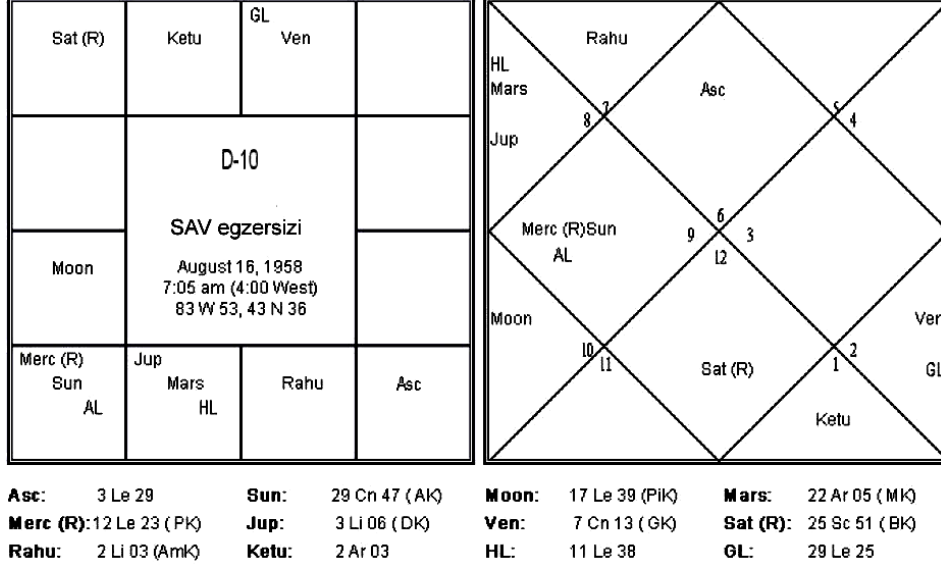 Sat (R)
Ketu
GL
Ven
D-10
SAV egzersizi
August 16, 1958
7:05 am (4:00 West)
83 W 53, 43 N 36
Moon
Merc (R)
Sun
AL
Jup
Mars
HL
Rahu
Asc
Rahu
HL
Mars
Asc
7
8
5
4
Jup
6
Merc (R)Sun
9
3
AL
12
Moon
Ven
10
11
2
1
Sat (R)
GL
Ketu
Asc: 3 Le 29 Sun: 29 Cn 47 (AK) Moon: 17 Le 39 (PiK) Mars: 22 Ar 05 (MK)
Merc (R): 12 Le 23 (PK) Jup: 3 Li 06 (DK) Ven: 7 Cn 13 (GK) Sat (R): 25 Sc 51 (BK)
Rahu: 2 Li 03 (AmK) Ketu: 2 Ar 03 HL: 11 Le 38 GL: 29 Le 25